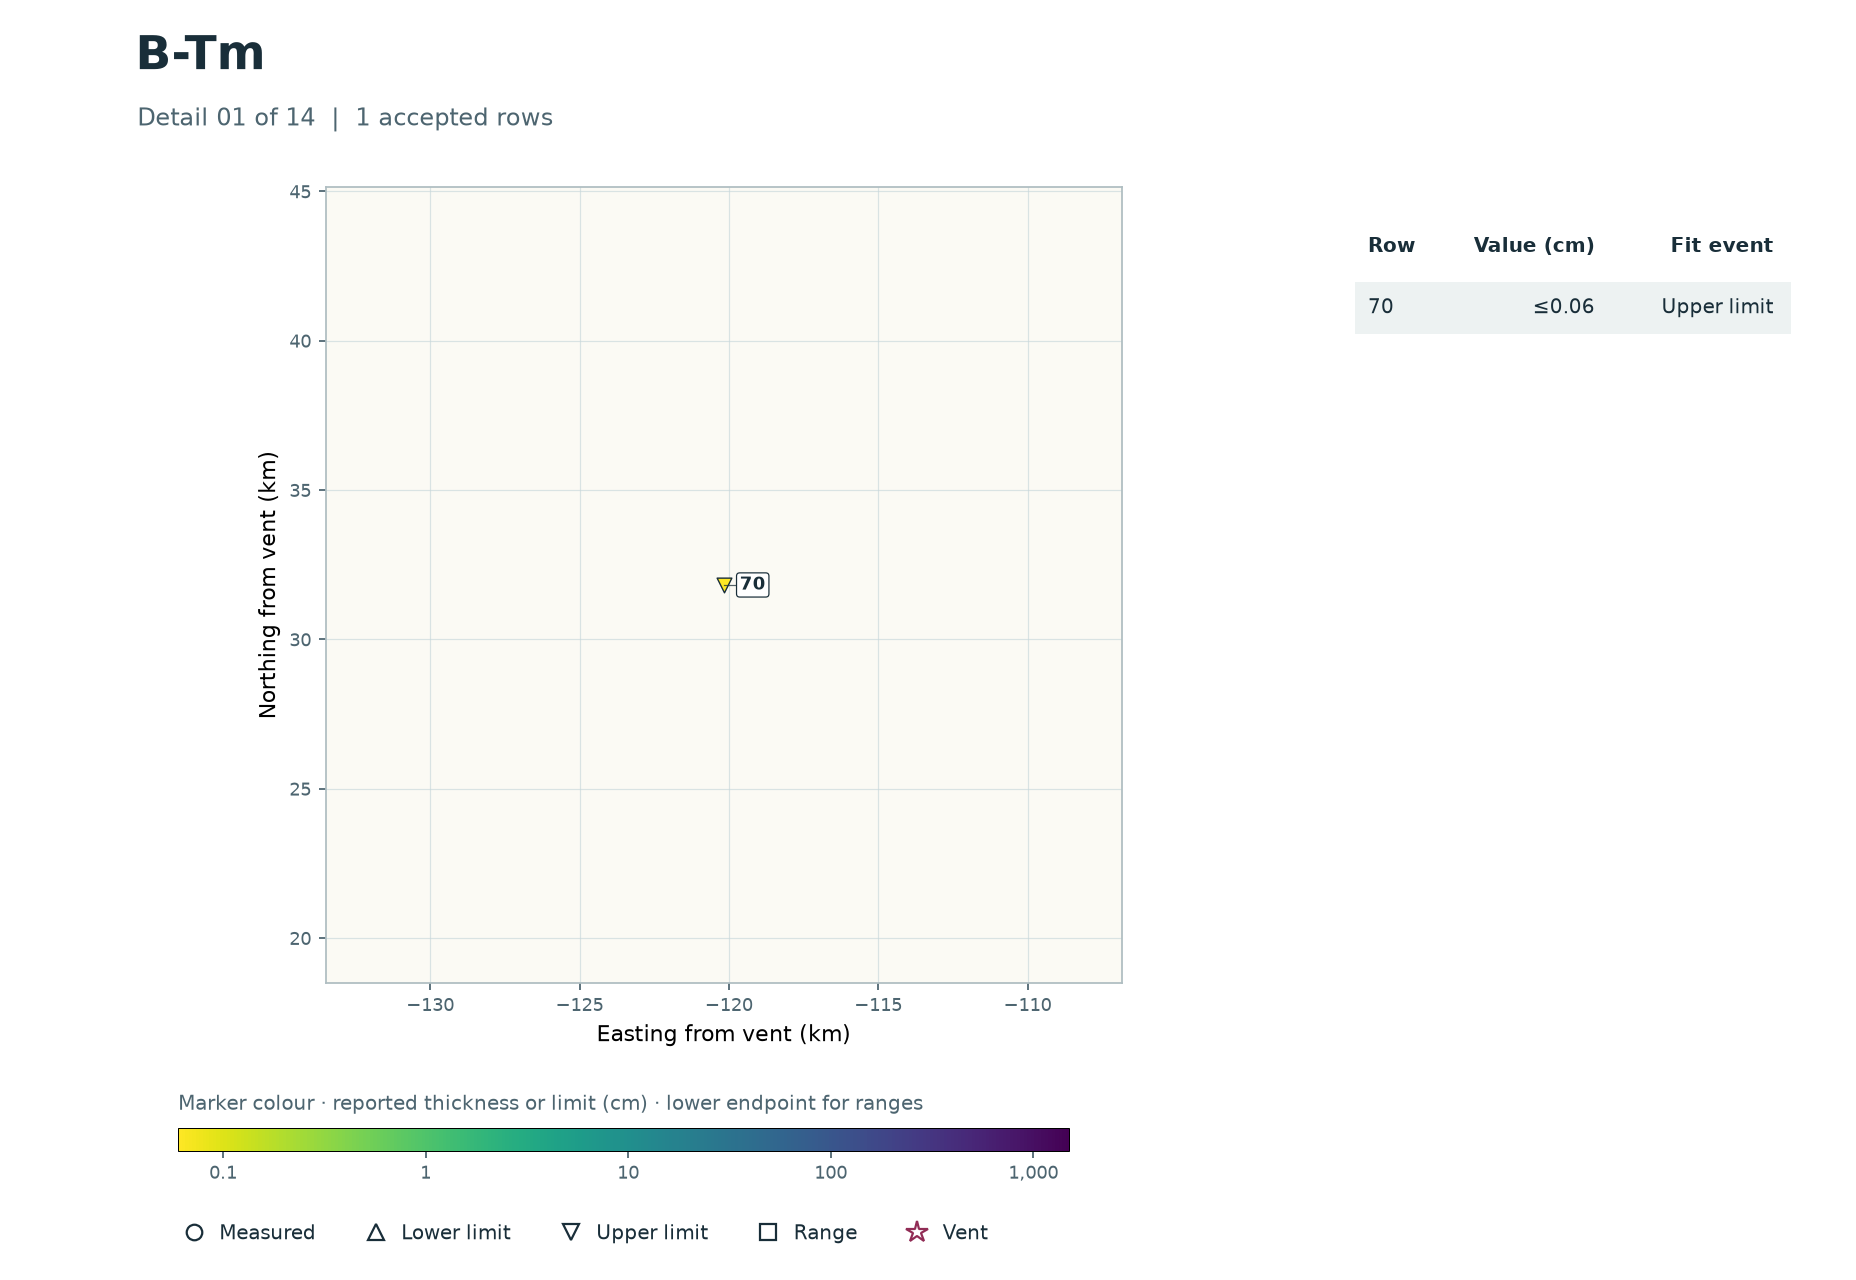 B-Tm
Detail 01 of 14 | 1 accepted rows
45
40
35
30
25
20
Northing from vent (km)
70
−130 −125 −120 −115 −110
Easting from vent (km)
Row Value (cm) Fit event
70 ≤0.06 Upper limit
Marker colour · reported thickness or limit (cm) · lower endpoint for ranges
0.1 1 10 100 1,000
Measured Lower limit Upper limit Range Vent